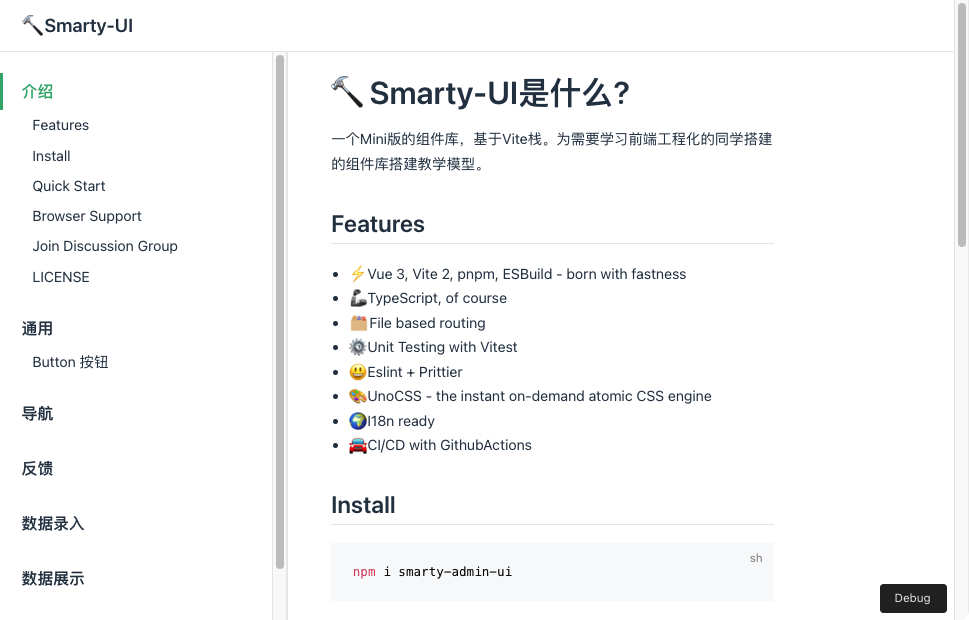 🔨Smarty-UI
介绍
Features
Install
Quick Start
Browser Support
Join Discussion Group
LICENSE
通用
Button 按钮
导航
反馈
数据录入
数据展示
🔨 Smarty-UI是什么?
一个Mini版的组件库，基于Vite栈。为需要学习前端工程化的同学搭建
的组件库搭建教学模型。
Features
⚡Vue 3, Vite 2, pnpm, ESBuild - born with fastness
🦾TypeScript, of course
🗂File based routing
⚙️Unit Testing with Vitest
😃Eslint + Prittier
🎨UnoCSS - the instant on-demand atomic CSS engine
🌍I18n ready
🚘CI/CD with GithubActions
Install
sh
npm i smarty-admin-ui
Debug